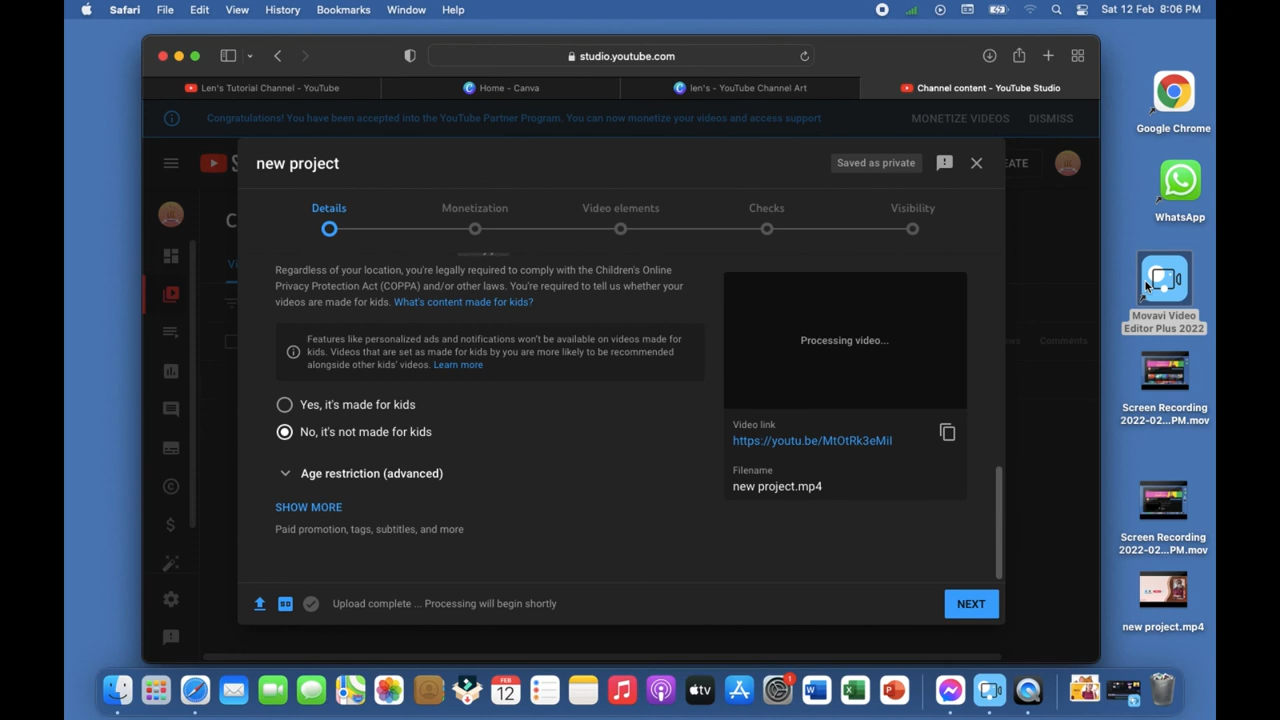 Safari File Edit View History Bookmarks Window Help Sat 12 Feb 8:06 PM
studio.youtube.com
Len's Tutorial Channel - YouTube Home - Canva len's - YouTube Channel Art Channel content - YouTube Studio
Congratulations! You have been accepted into the YouTube Partner Program. You can now monetize your videos and access support MONETIZE VIDEOS DISMISS
new project Saved as private
Details Monetization Video elements Checks Visibility
Regardless of your location, you're legally required to comply with the Children's Online
Privacy Protection Act (COPPA) and/or other laws. You're required to tell us whether your
videos are made for kids. What's content made for kids?
Features like personalized ads and notifications won't be available on videos made for
kids. Videos that are set as made for kids by you are more likely to be recommended
alongside other kids' videos. Learn more
Yes, it's made for kids
No, it's not made for kids
Age restriction (advanced)
SHOW MORE
Paid promotion, tags, subtitles, and more
Processing video...
Video link
https://youtu.be/MtOtRk3eMiI
Filename
new project.mp4
Upload complete ... Processing will begin shortly
NEXT
Comments
Google Chrome
WhatsApp
Movavi Video
Editor Plus 2022
Screen Recording
2022-02...PM.mov
Screen Recording
2022-02...PM.mov
new project.mp4
FEB
12
tv
1
W
X
P